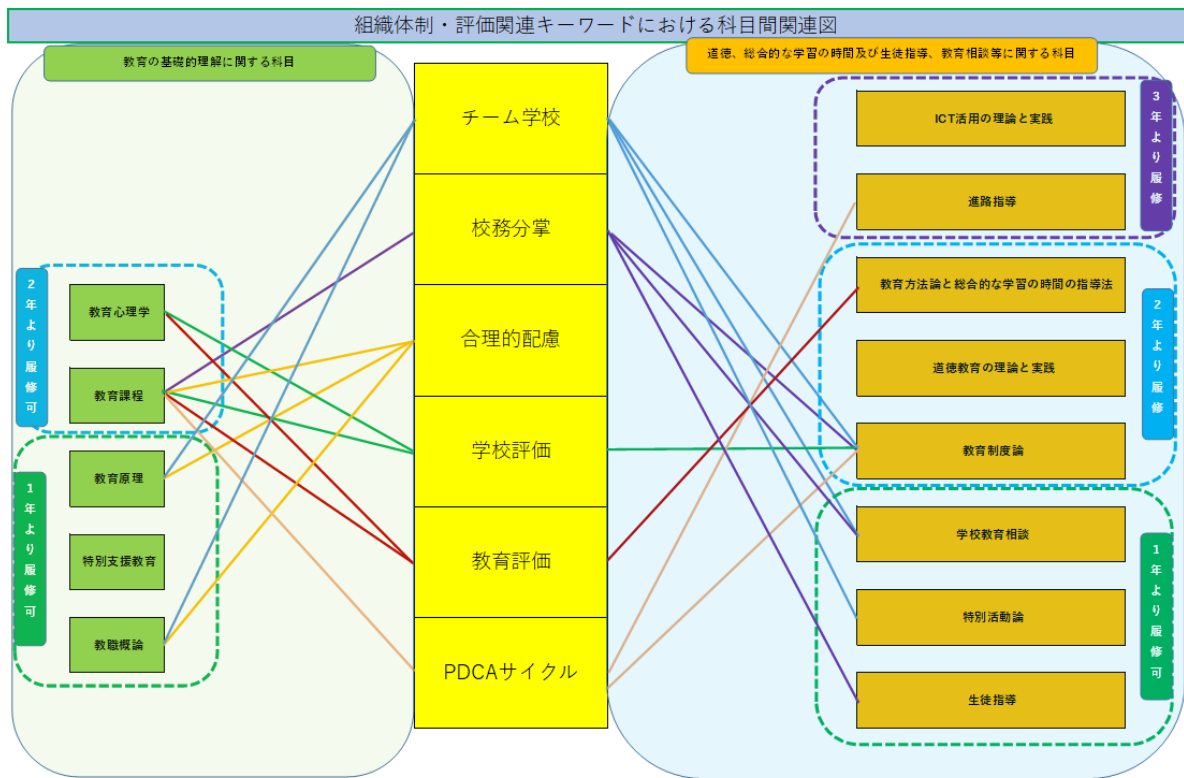 組織体制・評価関連キーワードにおける科目間関連図
教育の基礎的理解に関する科目
道徳、総合的な学習の時間及び生徒指導、教育相談等に関する科目
2年より履修可
教育心理学
教育課程
1年より履修可
教育原理
特別支援教育
教職概論
チーム学校
校務分掌
合理的配慮
学校評価
教育評価
PDCAサイクル
3年より履修
ICT活用の理論と実践
進路指導
2年より履修
教育方法論と総合的な学習の時間の指導法
道徳教育の理論と実践
教育制度論
1年より履修可
学校教育相談
特別活動論
生徒指導